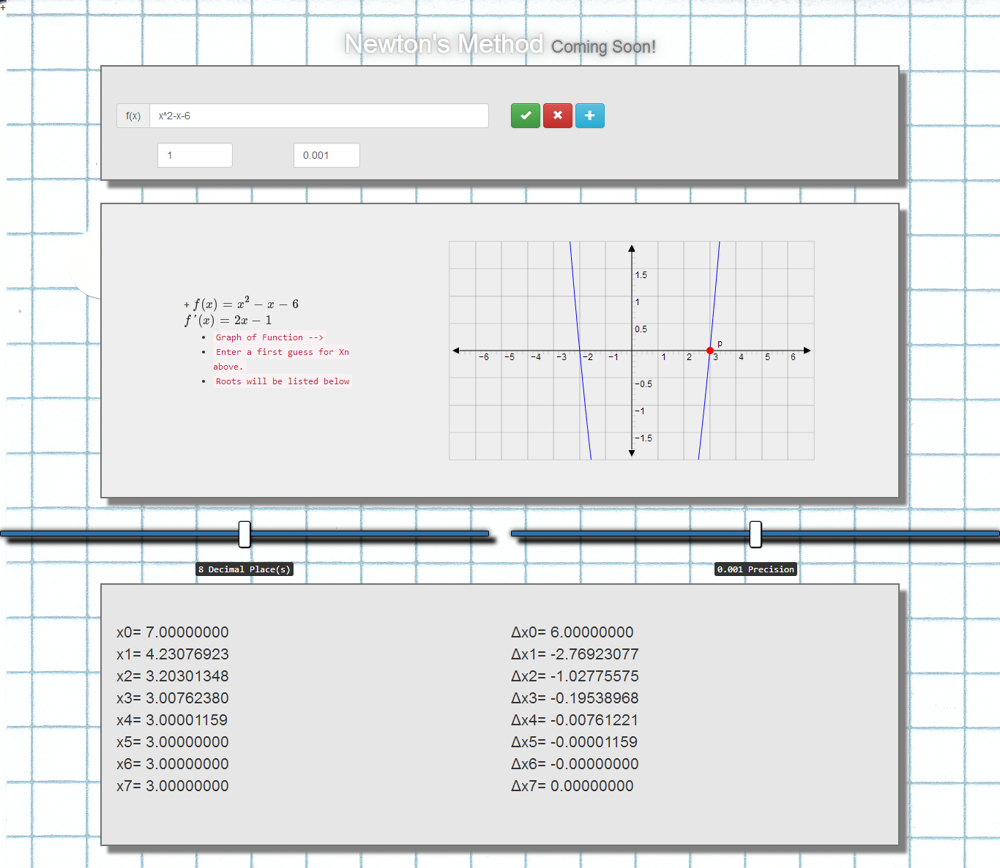 +
Newton's Method Coming Soon!
f(x) x^2-x-6
1 0.001
+ f(x) = x² − x − 6
f′(x) = 2x − 1
• Graph of Function -->
• Enter a first guess for Xn
above.
• Roots will be listed below
1.5
1
0.5
p
−6 −5 −4 −3 −2 −1 1 2 3 4 5 6
−0.5
−1
−1.5
8 Decimal Place(s) 0.001 Precision
x0= 7.00000000 Δx0= 6.00000000
x1= 4.23076923 Δx1= -2.76923077
x2= 3.20301348 Δx2= -1.02775575
x3= 3.00762380 Δx3= -0.19538968
x4= 3.00001159 Δx4= -0.00761221
x5= 3.00000000 Δx5= -0.00001159
x6= 3.00000000 Δx6= -0.00000000
x7= 3.00000000 Δx7= 0.00000000